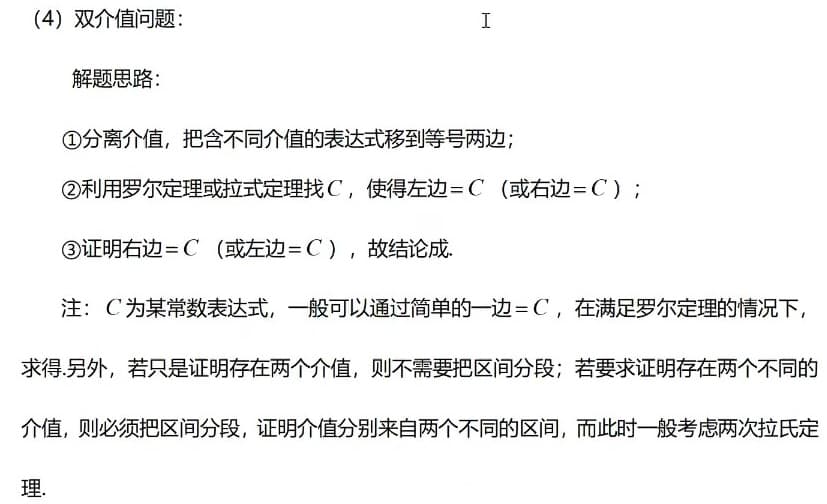 （4）双介值问题：
解题思路：
①分离介值，把含不同介值的表达式移到等号两边；
②利用罗尔定理或拉式定理找C，使得左边=C（或右边=C）；
③证明右边=C（或左边=C），故结论成.
注：C为某常数表达式，一般可以通过简单的一边=C，在满足罗尔定理的情况下，
求得.另外，若只是证明存在两个介值，则不需要把区间分段；若要求证明存在两个不同的
介值，则必须把区间分段，证明介值分别来自两个不同的区间，而此时一般考虑两次拉氏定
理.